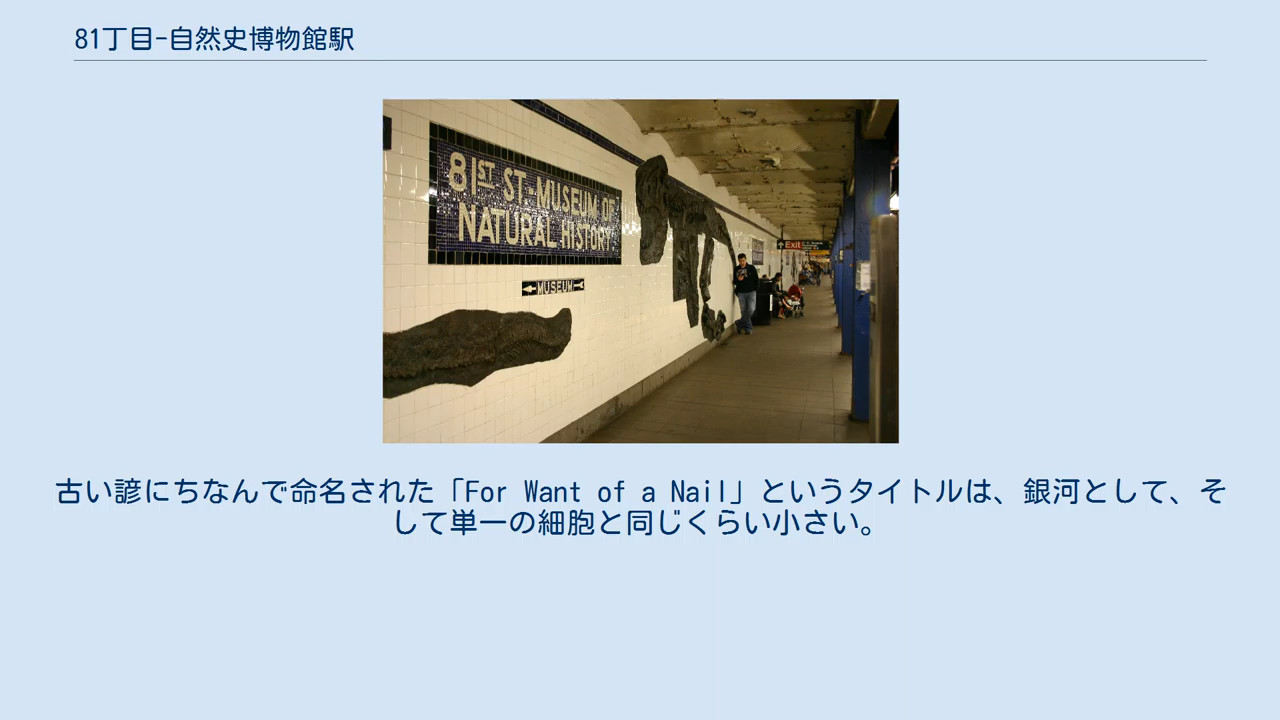 81丁目-自然史博物館駅
81ST ST-MUSEUM OF
NATURAL HISTORY
MUSEUM
Exit
古い諺にちなんで命名された「For Want of a Nail」というタイトルは、銀河として、そ
して単一の細胞と同じくらい小さい。